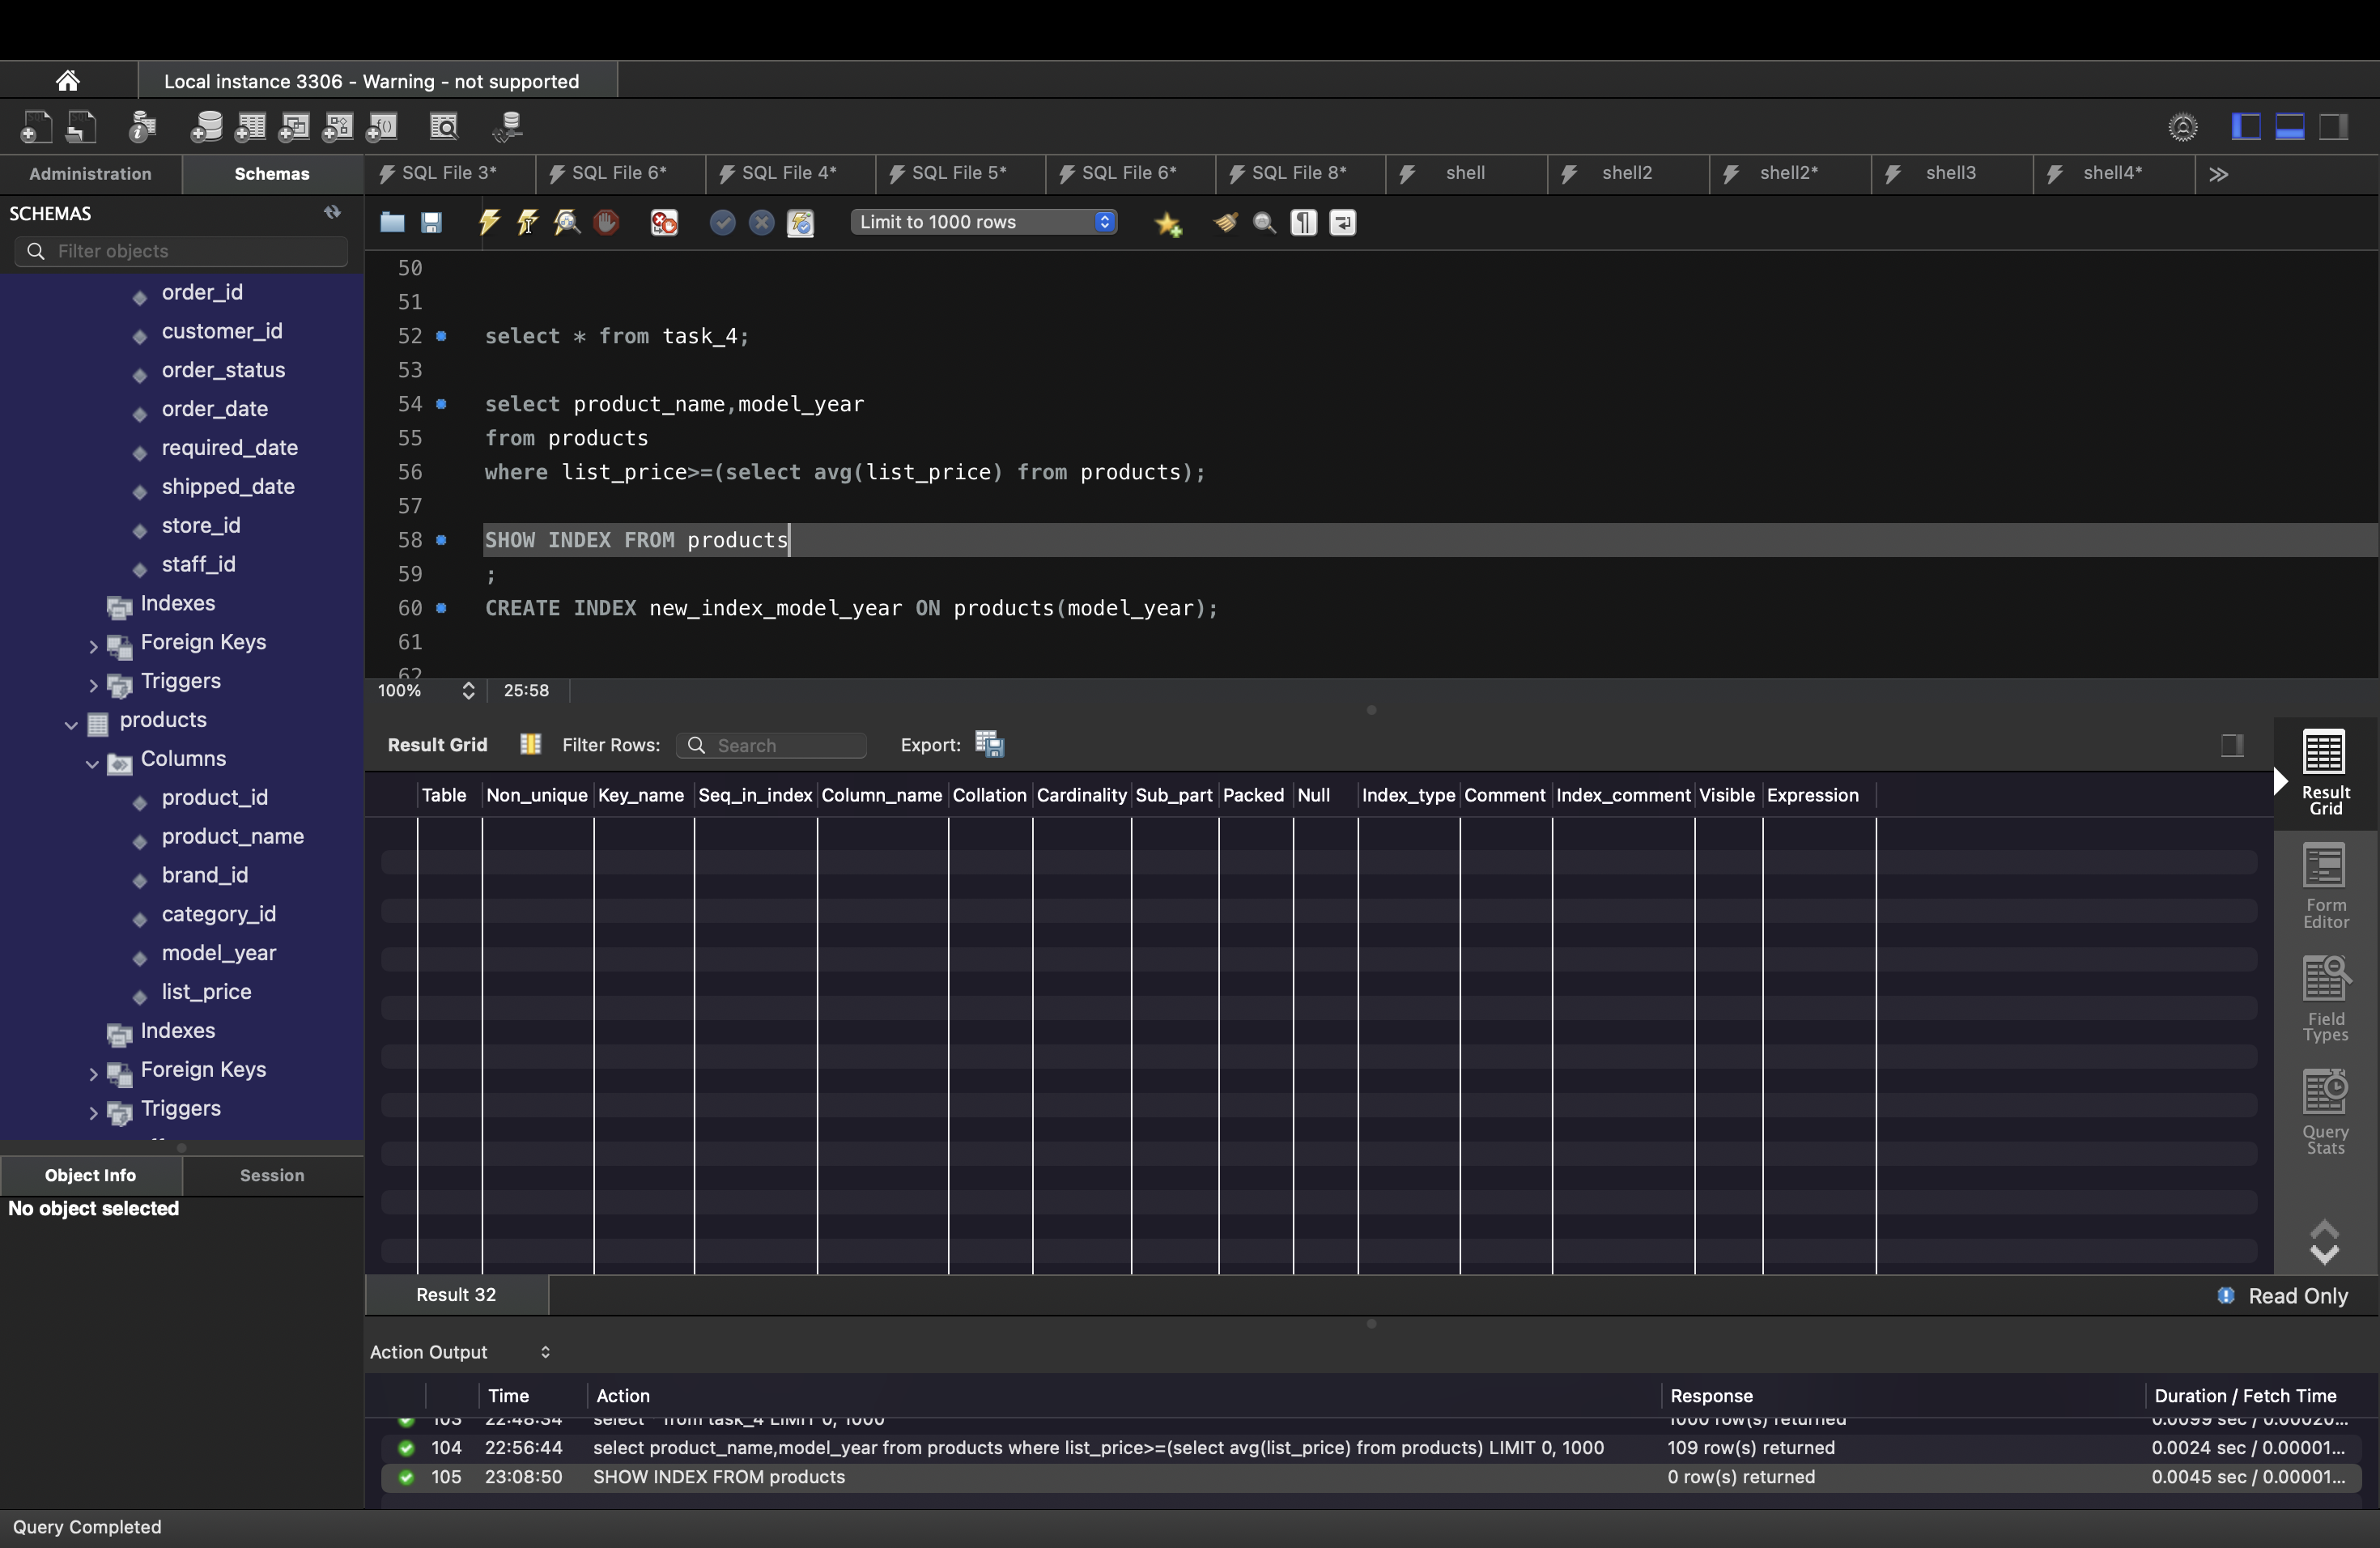 Local instance 3306 - Warning - not supported
Administration
Schemas
SQL File 3*
SQL File 6*
SQL File 4*
SQL File 5*
SQL File 6*
SQL File 8*
shell
shell2
shell2*
shell3
shell4*
SCHEMAS
Filter objects
Limit to 1000 rows
order_id
customer_id
order_status
order_date
required_date
shipped_date
store_id
staff_id
Indexes
Foreign Keys
Triggers
products
Columns
product_id
product_name
brand_id
category_id
model_year
list_price
Indexes
Foreign Keys
Triggers
Object Info
Session
No object selected
50
51
52 select * from task_4;
53
54 select product_name,model_year
55 from products
56 where list_price>=(select avg(list_price) from products);
57
58 SHOW INDEX FROM products
59 ;
60 CREATE INDEX new_index_model_year ON products(model_year);
61
62
100% 25:58
Result Grid Filter Rows: Search Export:
Table Non_unique Key_name Seq_in_index Column_name Collation Cardinality Sub_part Packed Null Index_type Comment Index_comment Visible Expression
Result
Grid
Form
Editor
Field
Types
Query
Stats
Result 32
Read Only
Action Output
Time Action Response Duration / Fetch Time
103 22:48:34 select * from task_4 LIMIT 0, 1000 1000 row(s) returned 0.0099 sec / 0.00020...
104 22:56:44 select product_name,model_year from products where list_price>=(select avg(list_price) from products) LIMIT 0, 1000 109 row(s) returned 0.0024 sec / 0.00001...
105 23:08:50 SHOW INDEX FROM products 0 row(s) returned 0.0045 sec / 0.00001...
Query Completed